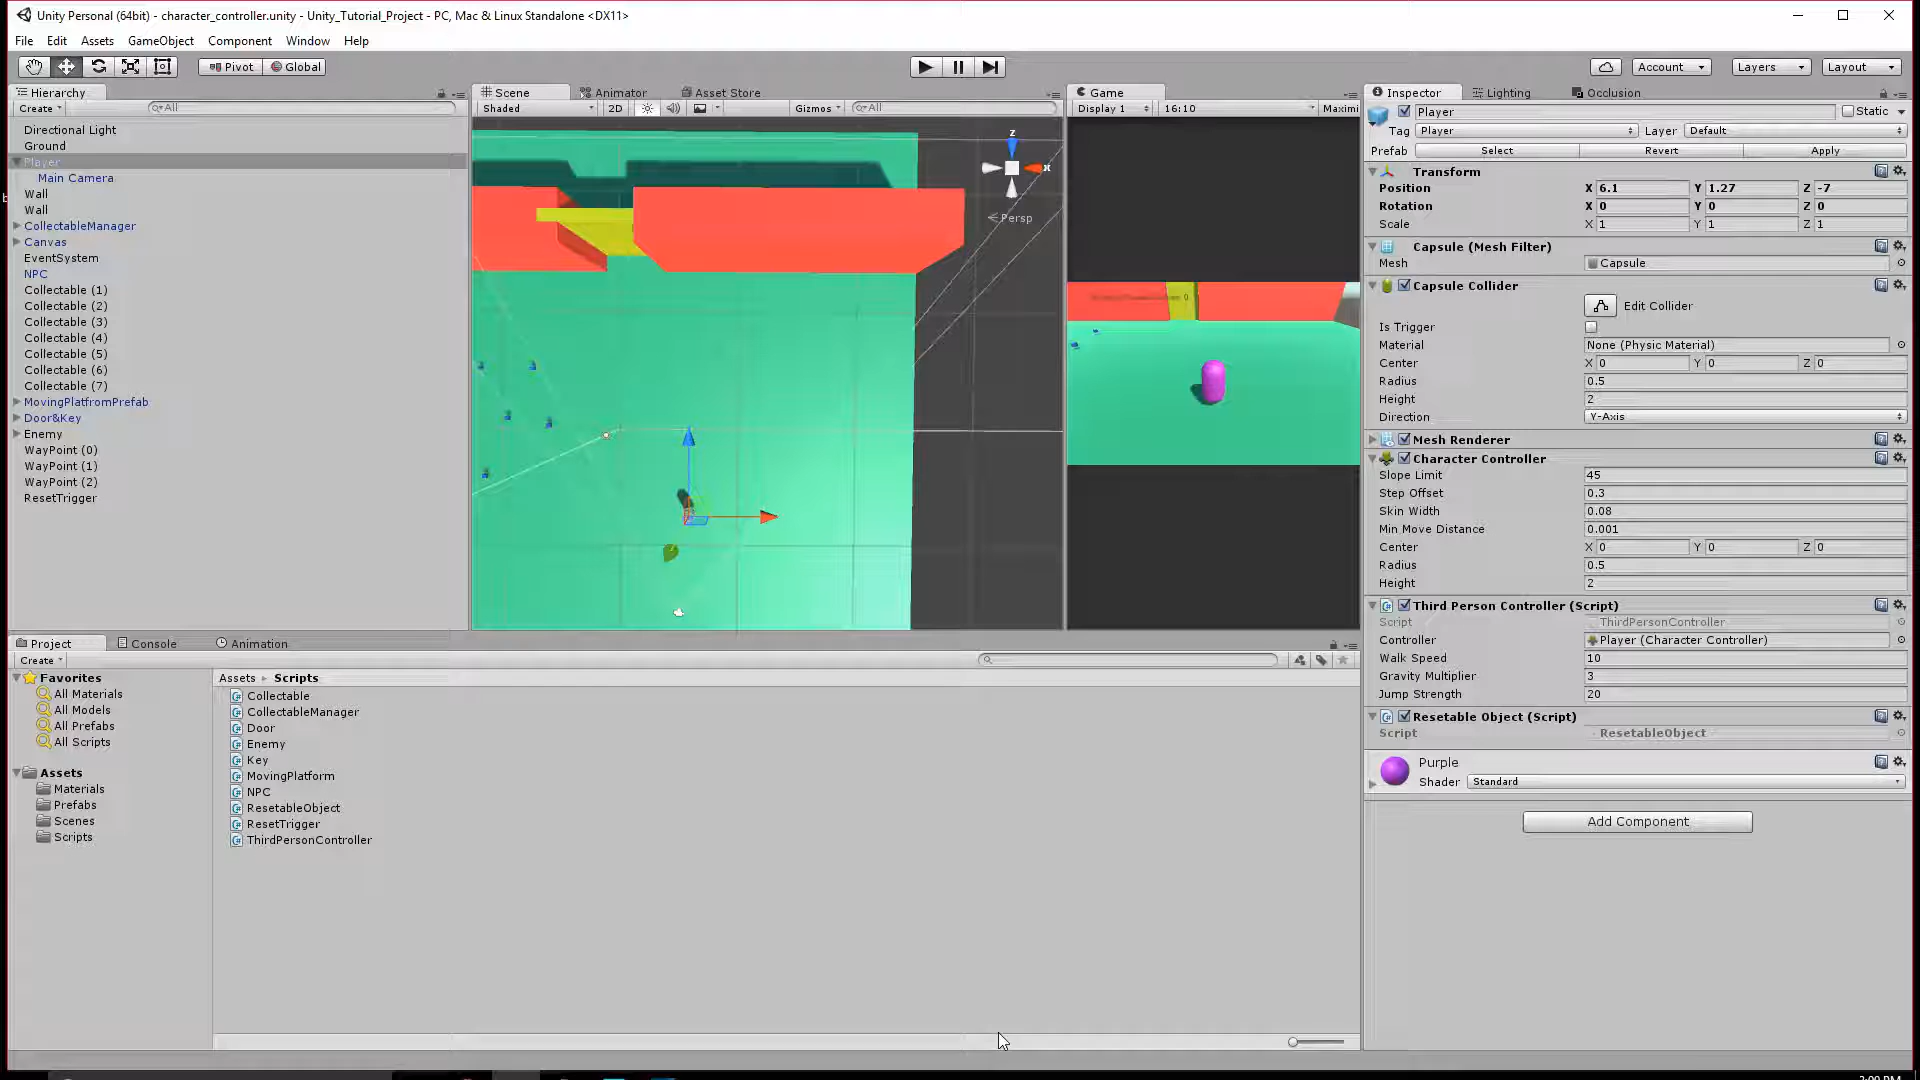 Unity Personal (64bit) - character_controller.unity - Unity_Tutorial_Project - PC, Mac & Linux Standalone <DX11>
File Edit Assets GameObject Component Window Help
Pivot Global Account Layers Layout
Hierarchy
Create All
Directional Light
Ground
Player
Main Camera
Wall
Wall
CollectableManager
Canvas
EventSystem
NPC
Collectable (1)
Collectable (2)
Collectable (3)
Collectable (4)
Collectable (5)
Collectable (6)
Collectable (7)
MovingPlatfromPrefab
Door&Key
Enemy
WayPoint (0)
WayPoint (1)
WayPoint (2)
ResetTrigger
Scene Animator Asset Store
Shaded 2D Gizmos All
z
x
Persp
Game
Display 1 16:10 Maximi
Inspector Lighting Occlusion
Player Static
Tag Player Layer Default
Prefab Select Revert Apply
Transform
Position X 6.1 Y 1.27 Z -7
Rotation X 0 Y 0 Z 0
Scale X 1 Y 1 Z 1
Capsule (Mesh Filter)
Mesh Capsule
Capsule Collider
Edit Collider
Is Trigger
Material None (Physic Material)
Center X 0 Y 0 Z 0
Radius 0.5
Height 2
Direction Y-Axis
Mesh Renderer
Character Controller
Slope Limit 45
Step Offset 0.3
Skin Width 0.08
Min Move Distance 0.001
Center X 0 Y 0 Z 0
Radius 0.5
Height 2
Third Person Controller (Script)
Script ThirdPersonController
Controller Player (Character Controller)
Walk Speed 10
Gravity Multiplier 3
Jump Strength 20
Resetable Object (Script)
Script ResetableObject
Purple
Shader Standard
Add Component
Project Console Animation
Create
Favorites
All Materials
All Models
All Prefabs
All Scripts
Assets
Materials
Prefabs
Scenes
Scripts
Assets Scripts
Collectable
CollectableManager
Door
Enemy
Key
MovingPlatform
NPC
ResetableObject
ResetTrigger
ThirdPersonController